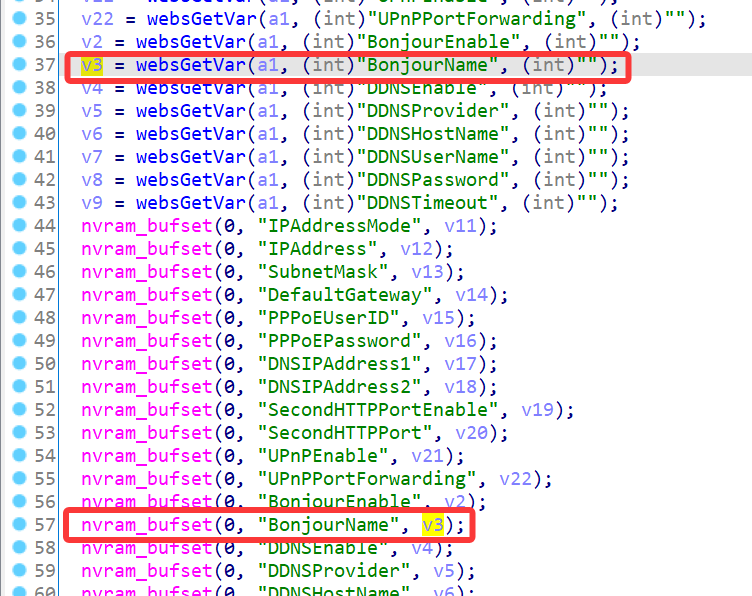 35 v22 = websGetVar(a1, (int)"UPnPPortForwarding", (int)"");
36 v2 = websGetVar(a1, (int)"BonjourEnable", (int)"");
37 v3 = websGetVar(a1, (int)"BonjourName", (int)"");
38 v4 = websGetVar(a1, (int)"DDNSEnable", (int)"");
39 v5 = websGetVar(a1, (int)"DDNSProvider", (int)"");
40 v6 = websGetVar(a1, (int)"DDNSHostName", (int)"");
41 v7 = websGetVar(a1, (int)"DDNSUserName", (int)"");
42 v8 = websGetVar(a1, (int)"DDNSPassword", (int)"");
43 v9 = websGetVar(a1, (int)"DDNSTimeout", (int)"");
44 nvram_bufset(0, "IPAddressMode", v11);
45 nvram_bufset(0, "IPAddress", v12);
46 nvram_bufset(0, "SubnetMask", v13);
47 nvram_bufset(0, "DefaultGateway", v14);
48 nvram_bufset(0, "PPPoEUserID", v15);
49 nvram_bufset(0, "PPPoEPassword", v16);
50 nvram_bufset(0, "DNSIPAddress1", v17);
51 nvram_bufset(0, "DNSIPAddress2", v18);
52 nvram_bufset(0, "SecondHTTPPortEnable", v19);
53 nvram_bufset(0, "SecondHTTPPort", v20);
54 nvram_bufset(0, "UPnPEnable", v21);
55 nvram_bufset(0, "UPnPPortForwarding", v22);
56 nvram_bufset(0, "BonjourEnable", v2);
57 nvram_bufset(0, "BonjourName", v3);
58 nvram_bufset(0, "DDNSEnable", v4);
59 nvram_bufset(0, "DDNSProvider", v5);
60 nvram_bufset(0, "DDNSHostName", v6);